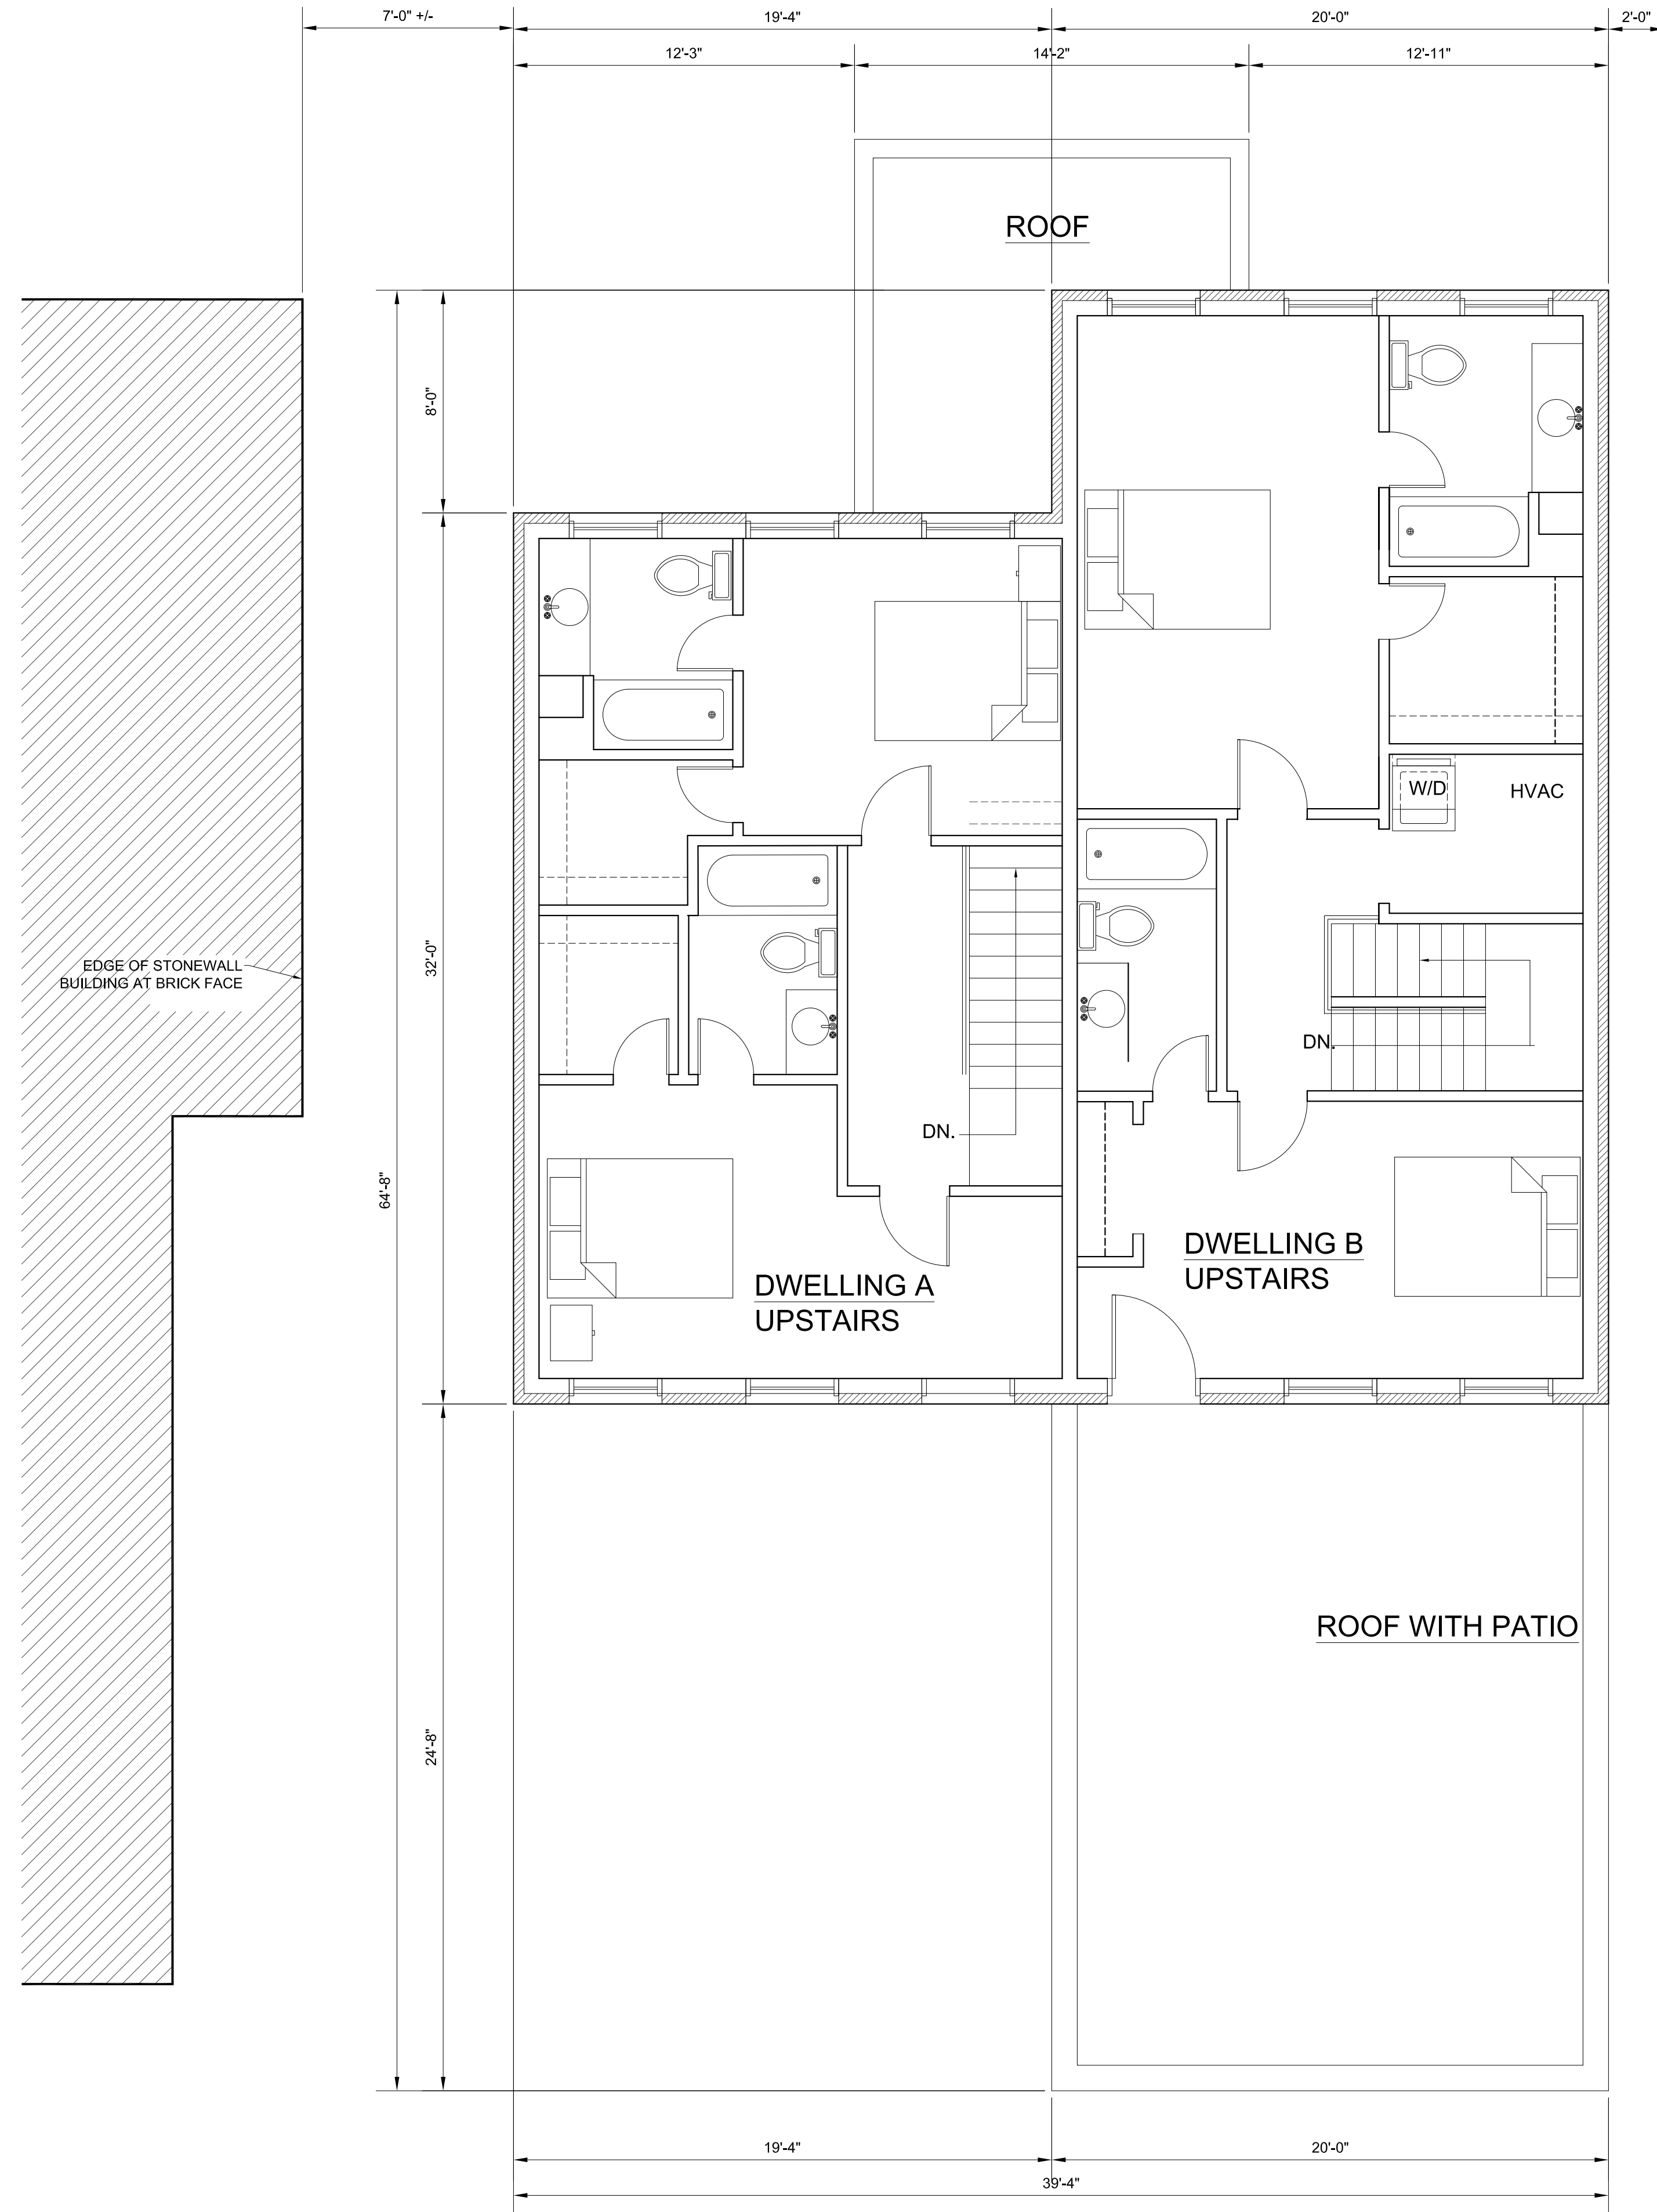 7'-0" +/-
19'-4"
20'-0"
2'-0"
12'-3"
14'-2"
12'-11"
ROOF
8'-0"
W/D
HVAC
32'-0"
EDGE OF STONEWALL
BUILDING AT BRICK FACE
DN.
DN.
64'-8"
DWELLING B
UPSTAIRS
DWELLING A
UPSTAIRS
ROOF WITH PATIO
24'-8"
19'-4"
20'-0"
39'-4"